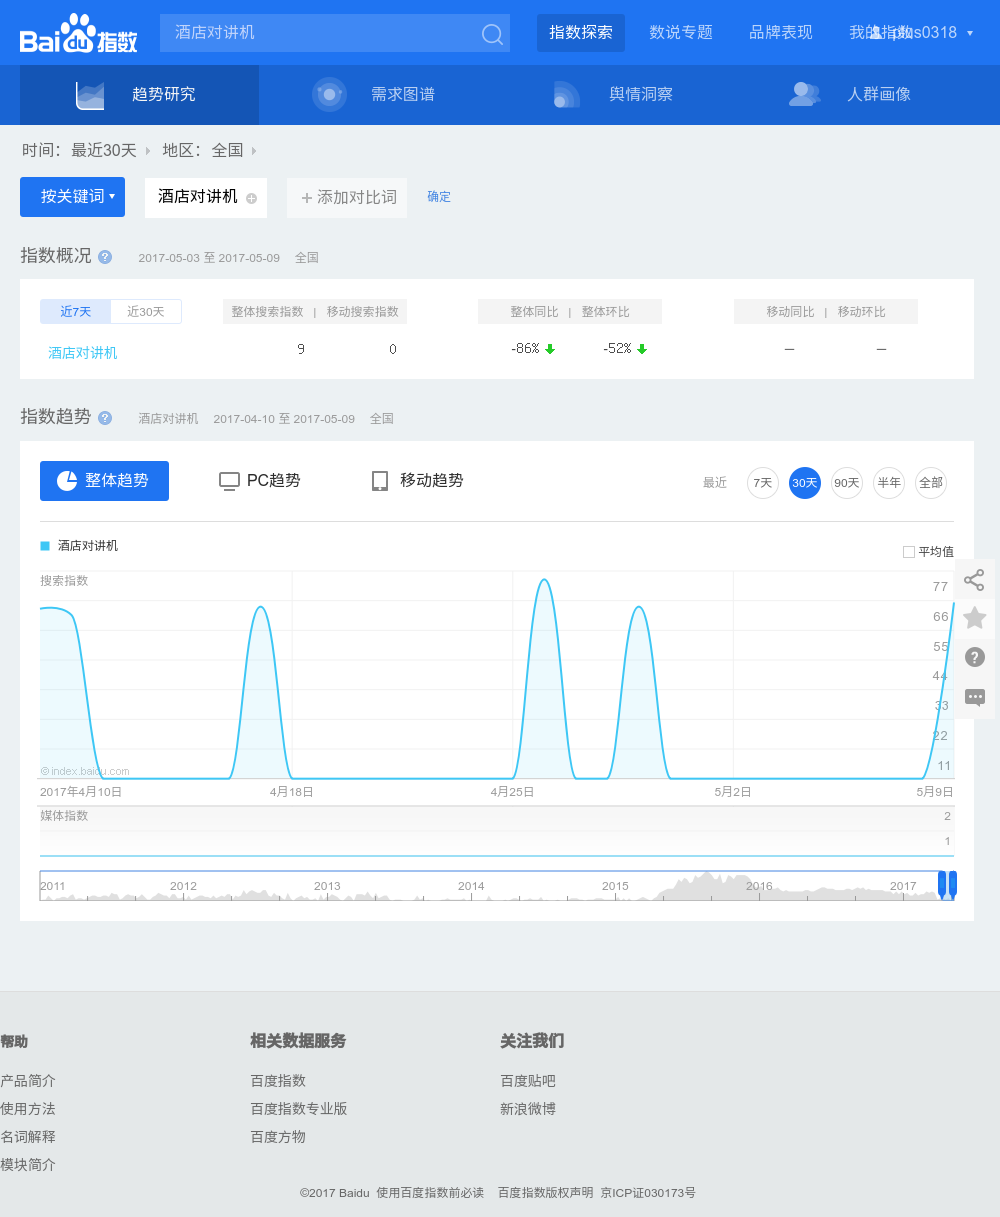 Bai du 指数 酒店对讲机 指数探索 数说专题 品牌表现 我的指数 plus0318
趋势研究 需求图谱 舆情洞察 人群画像
时间: 最近30天 地区: 全国
按关键词 酒店对讲机 添加对比词 确定
指数概况 ? 2017-05-03 至 2017-05-09 全国
近7天 近30天 整体搜索指数 | 移动搜索指数 整体同比 | 整体环比 移动同比 | 移动环比
酒店对讲机 9 0 -86% -52% — —
指数趋势 ? 酒店对讲机 2017-04-10 至 2017-05-09 全国
整体趋势 PC趋势 移动趋势 最近 7天 30天 90天 半年 全部
酒店对讲机
平均值
搜索指数
77
66
55
44
33
22
11
©index.baidu.com
2017年4月10日 4月18日 4月25日 5月2日 5月9日
媒体指数 2
1
2011 2012 2013 2014 2015 2016 2017
帮助 相关数据服务 关注我们
产品简介 百度指数 百度贴吧
使用方法 百度指数专业版 新浪微博
名词解释 百度方物
模块简介
©2017 Baidu 使用百度指数前必读 百度指数版权声明 京ICP证030173号